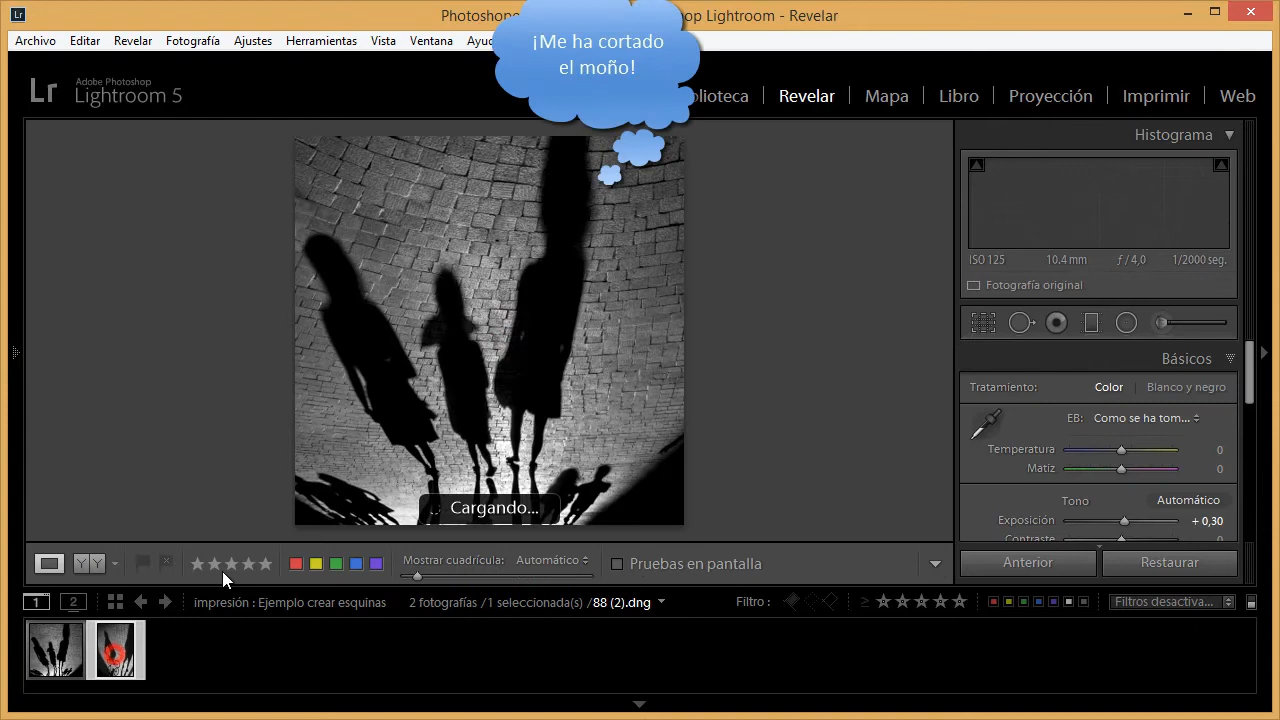 Lr
Photoshop Lightroom - Revelar
Archivo Editar Revelar Fotografía Ajustes Herramientas Vista Ventana
¡Me ha cortado
el moño!
Lr
Adobe Photoshop
Lightroom 5
Revelar | Mapa | Libro | Proyección | Imprimir | Web
Histograma
ISO 125 10.4 mm ƒ / 4,0 1/2000 seg.
Fotografía original
Básicos
Tratamiento: Color Blanco y negro
EB: Como se ha tom...
Temperatura 0
Matiz 0
Tono Automático
Exposición + 0,30
Contraste
Cargando...
Mostrar cuadrícula: Automático
Pruebas en pantalla
Anterior Restaurar
1 2 impresión : Ejemplo crear esquinas 2 fotografías /1 seleccionada(s) /88 (2).dng
Filtro : Filtros desactiva...